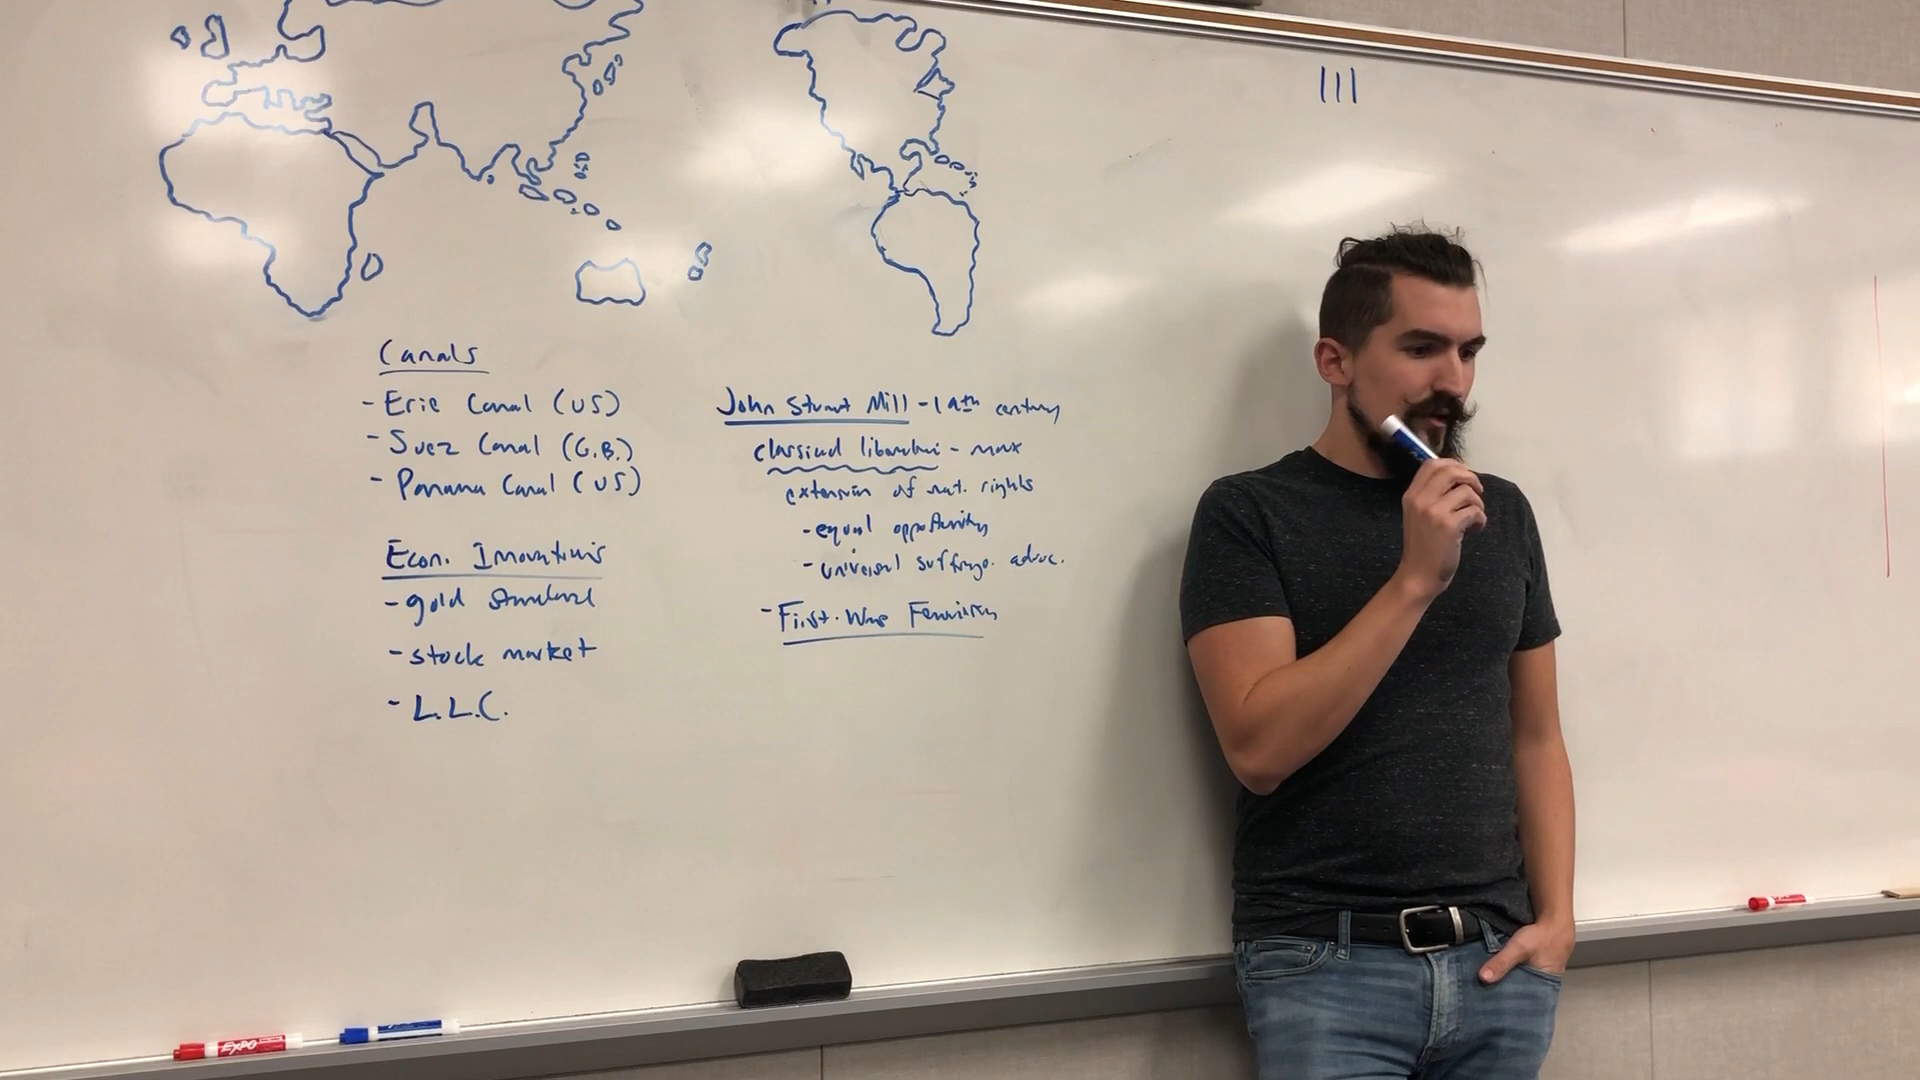 III
Canals
- Erie Canal (US)
- Suez Canal (G.B.)
- Panama Canal (US)
Econ. Innovations
- gold standard
- stock market
- L.L.C.
John Stuart Mill - 19th century
classical liberalism - max
extension of nat. rights
- equal opportunity
- universal suffrage advoc.
- First-Wave Feminism
EXPO